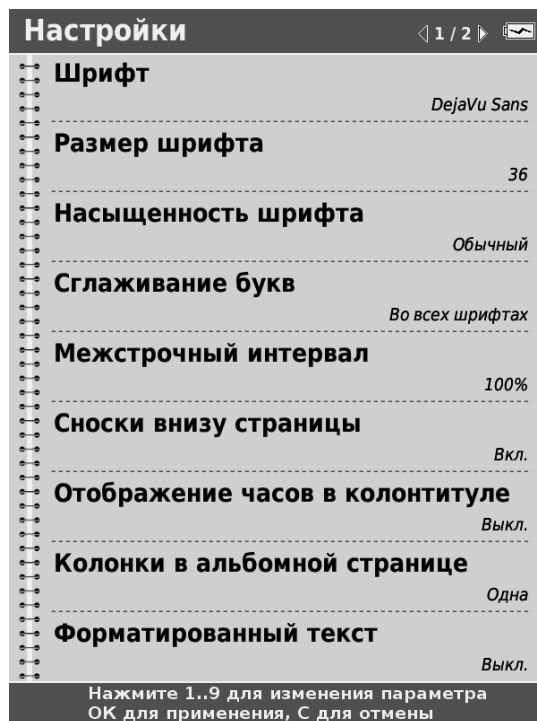 Настройки
1 / 2
Шрифт
DejaVu Sans
Размер шрифта
36
Насыщенность шрифта
Обычный
Сглаживание букв
Во всех шрифтах
Межстрочный интервал
100%
Сноски внизу страницы
Вкл.
Отображение часов в колонтитуле
Выкл.
Колонки в альбомной странице
Одна
Форматированный текст
Выкл.
Нажмите 1..9 для изменения параметра
OK для применения, C для отмены